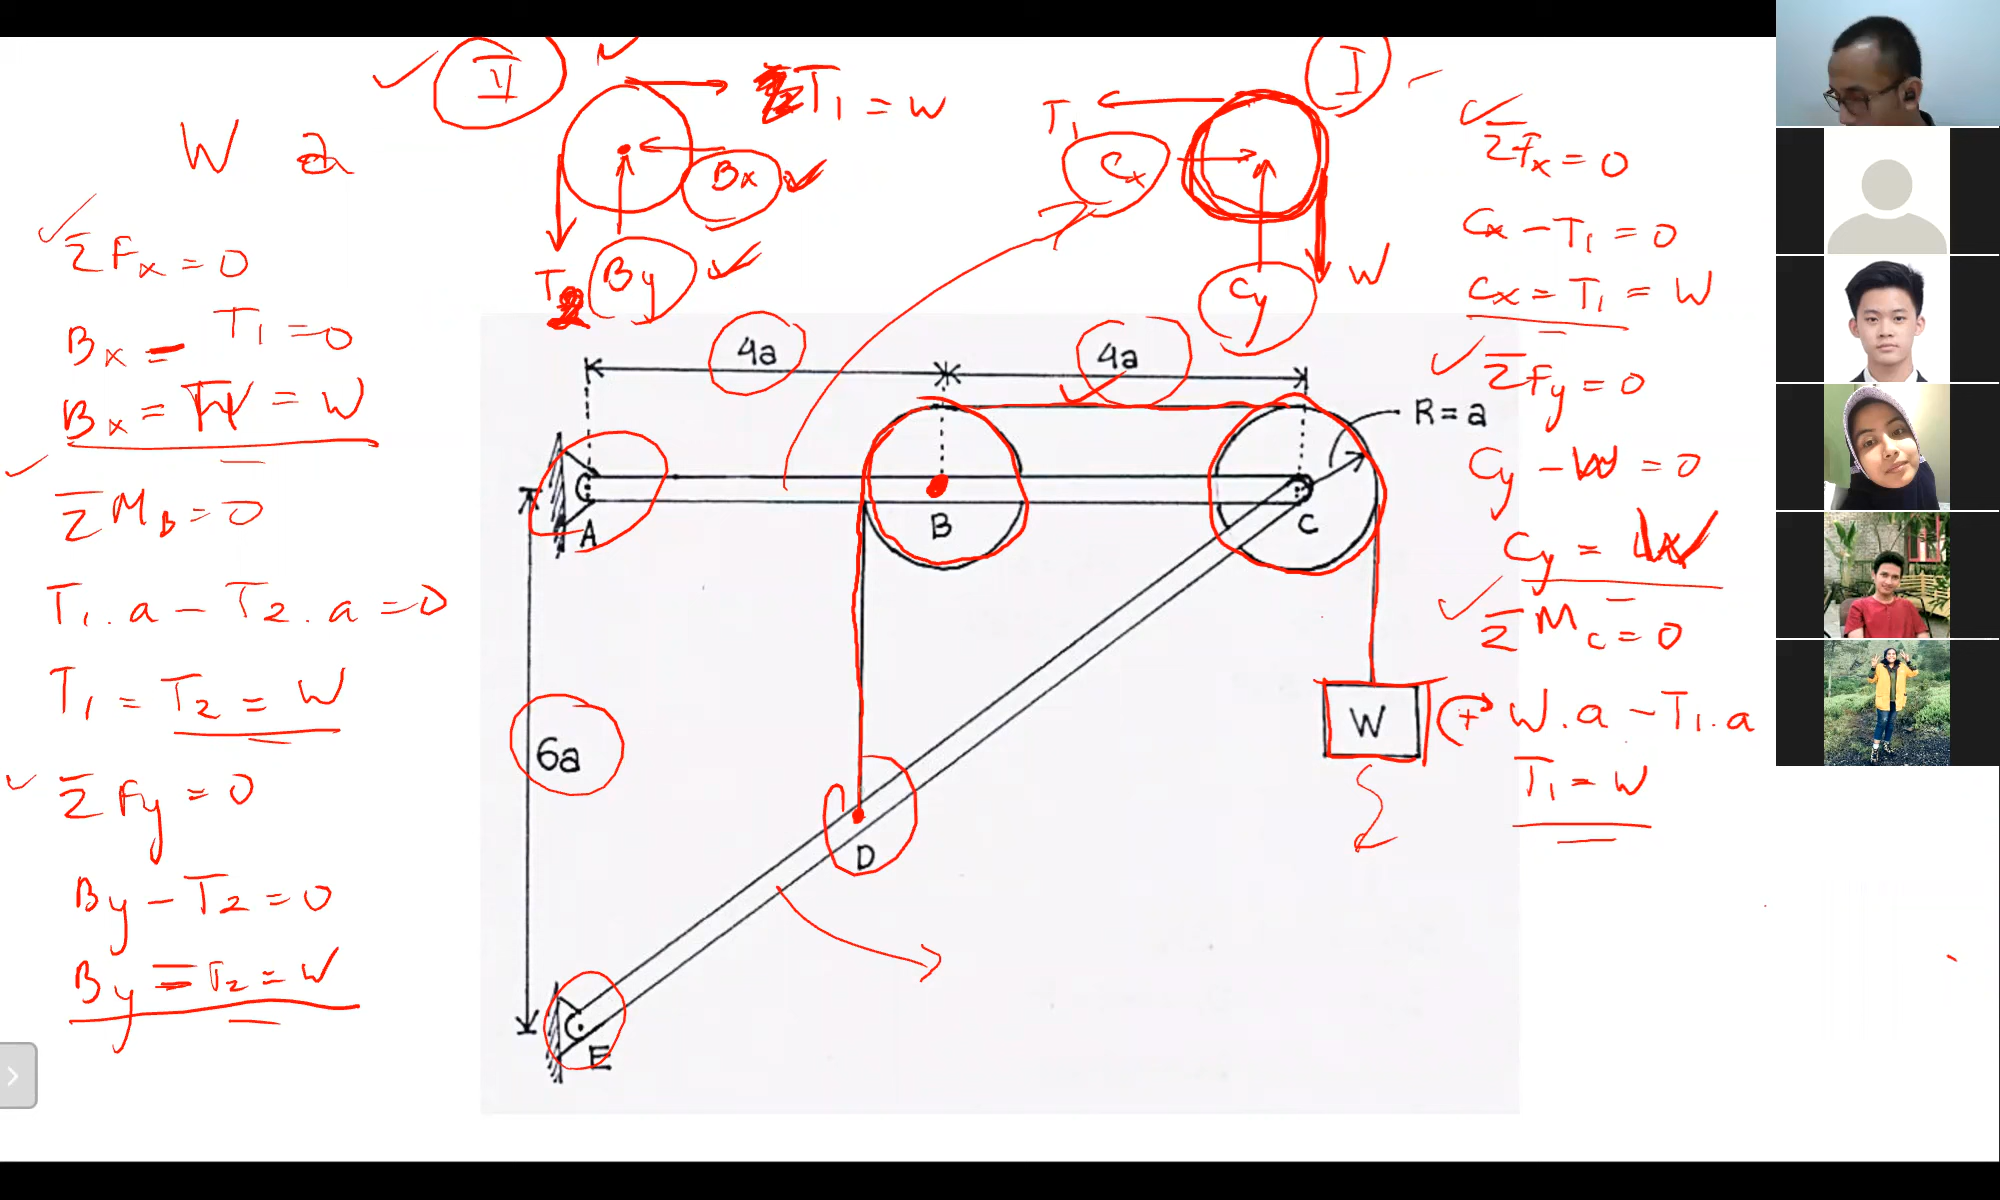 W a
ΣFx = 0
Bx - T1 = 0
Bx = T1 = W
ΣMB = 0
T1 . a - T2 . a = 0
T1 = T2 = W
ΣFy = 0
By - T2 = 0
By = T2 = W
II
T1 = W
Bx
By
T
I
T1
Cx
Cy
W
4a
4a
R = a
A
B
C
6a
D
W
E
ΣFx = 0
Cx - T1 = 0
Cx = T1 = W
ΣFy = 0
Cy - W = 0
Cy = W
ΣMc = 0
+ W . a - T1 . a
T1 = W